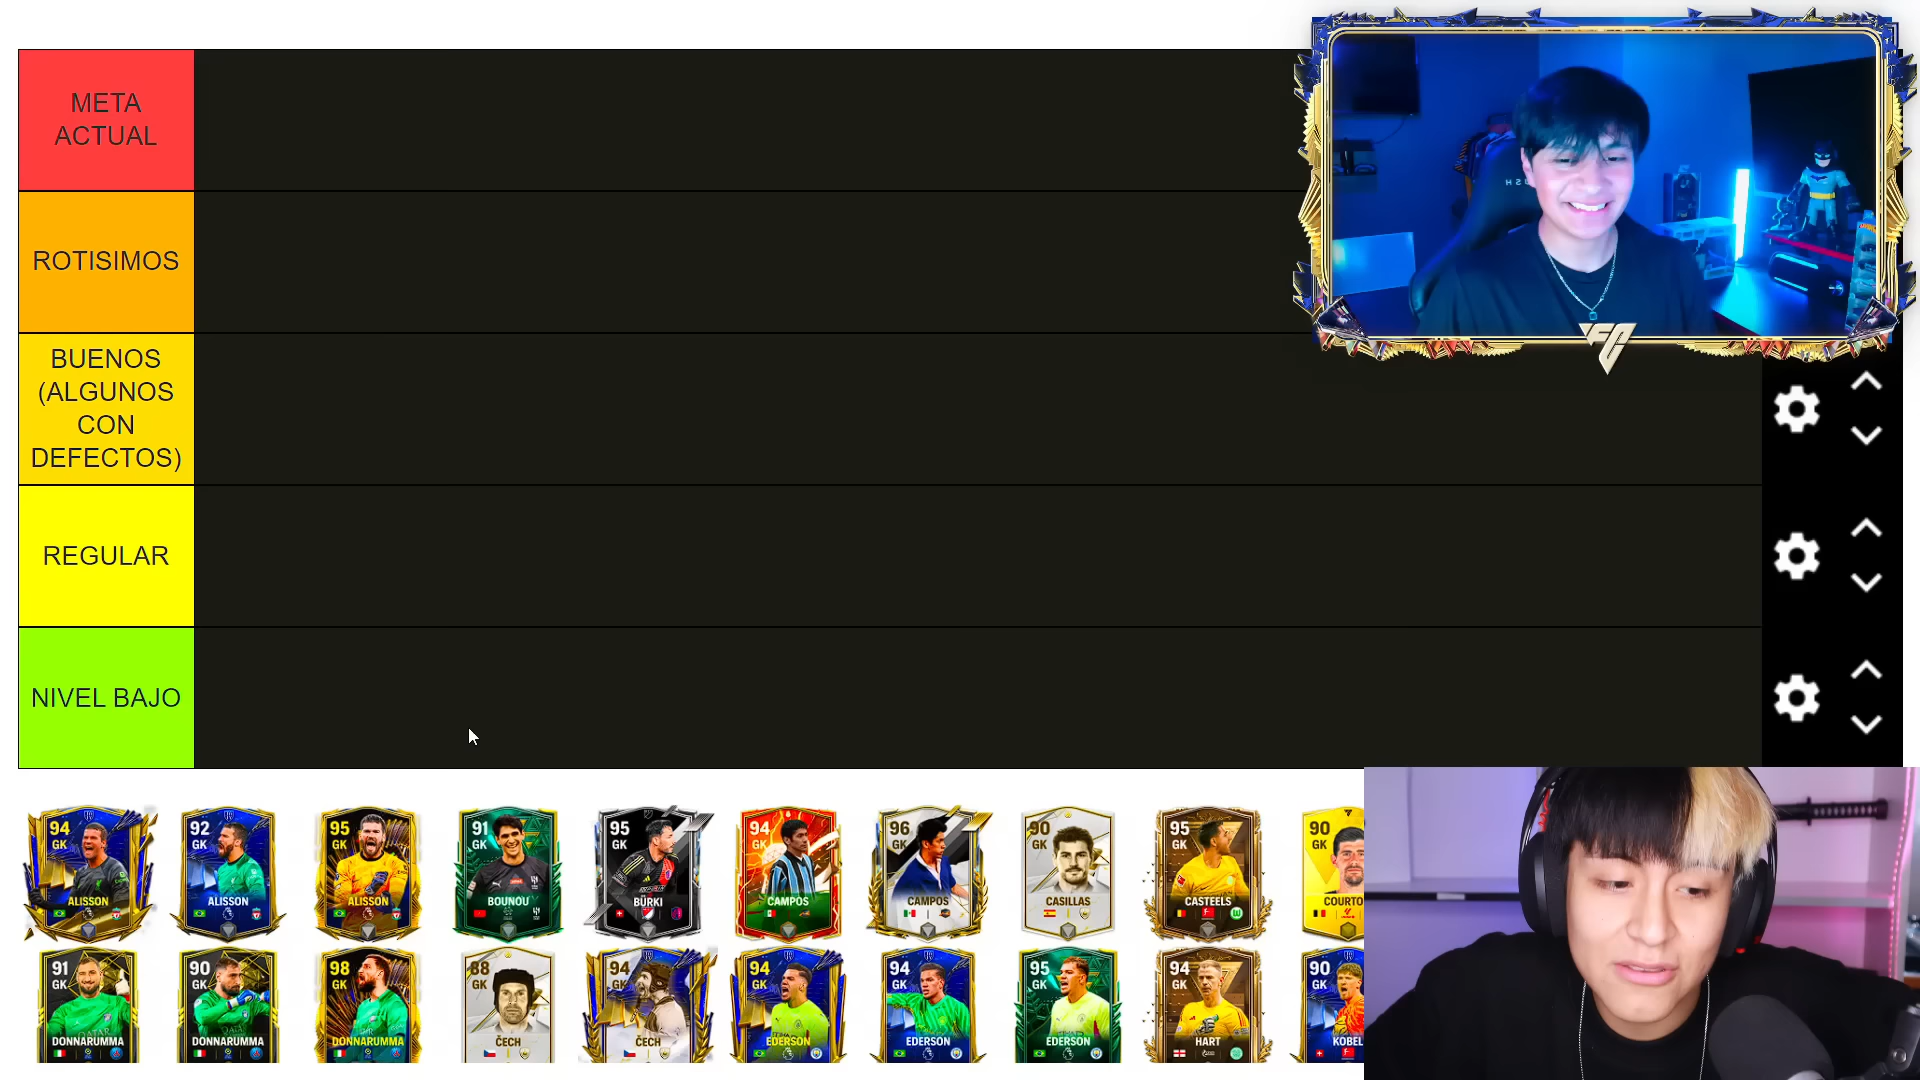 META
ACTUAL
ROTISIMOS
BUENOS
(ALGUNOS
CON
DEFECTOS)
REGULAR
NIVEL BAJO
94
GK
ALISSON
92
GK
ALISSON
95
GK
ALISSON
91
GK
BOUNOU
95
GK
BÜRKI
94
GK
CAMPOS
96
GK
CAMPOS
90
GK
CASILLAS
95
GK
CASTEELS
90
GK
COURTO
91
GK
DONNARUMMA
90
GK
DONNARUMMA
98
GK
DONNARUMMA
88
GK
ČECH
94
GK
ČECH
94
GK
EDERSON
94
GK
EDERSON
95
GK
EDERSON
94
GK
HART
90
GK
KOBEL